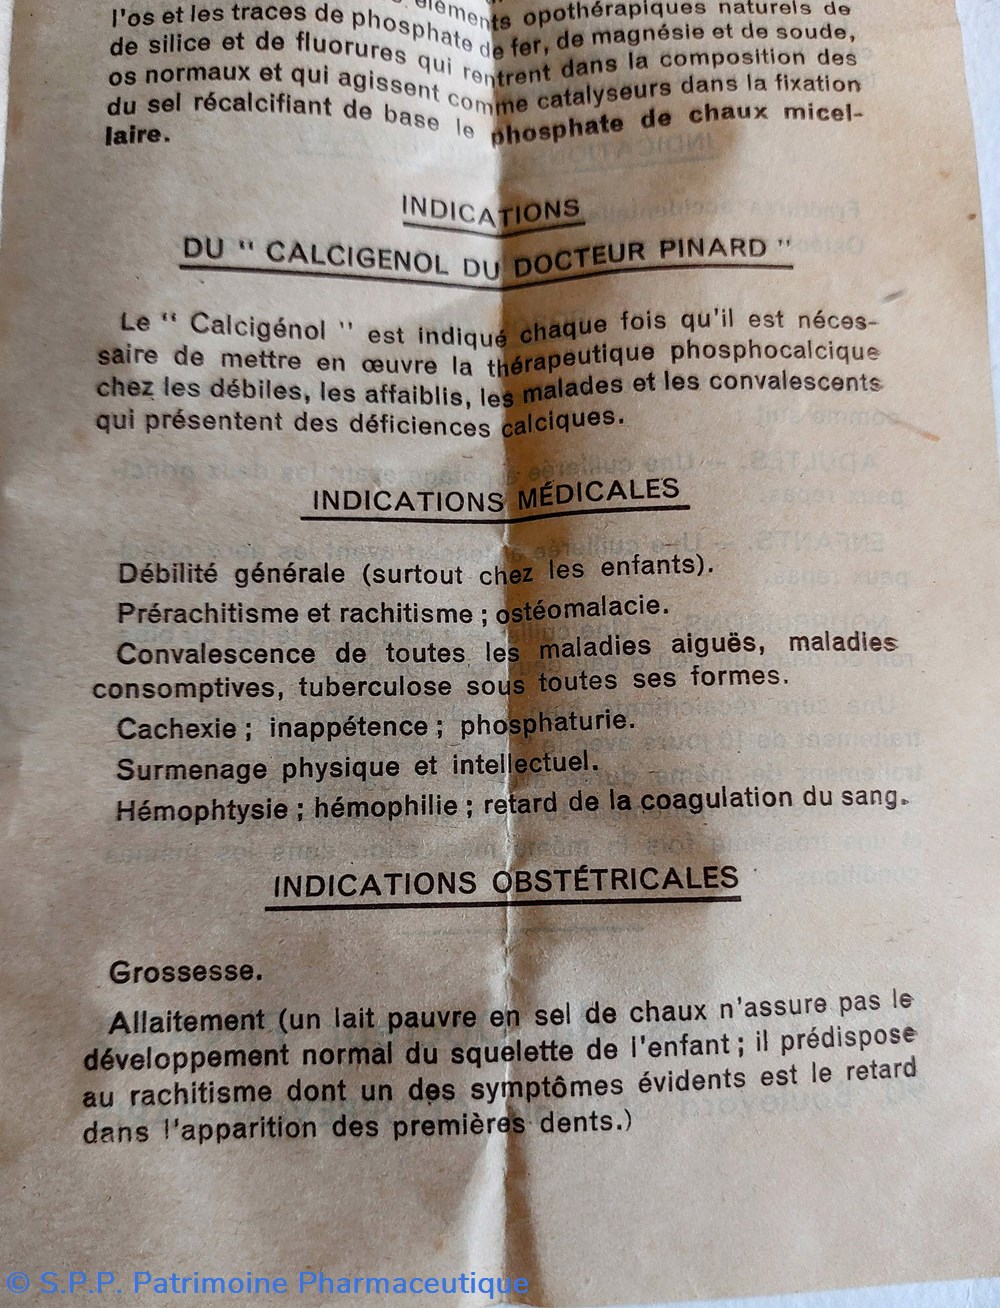 éléments opothérapiques naturels de
l'os et les traces de phosphate de fer, de magnésie et de soude,
de silice et de fluorures qui rentrent dans la composition des
os normaux et qui agissent comme catalyseurs dans la fixation
du sel récalcifiant de base le phosphate de chaux micel-
laire.
INDICATIONS
DU " CALCIGENOL DU DOCTEUR PINARD "
Le " Calcigénol " est indiqué chaque fois qu'il est néces-
saire de mettre en œuvre la thérapeutique phosphocalcique
chez les débiles, les affaiblis, les malades et les convalescents
qui présentent des déficiences calciques.
INDICATIONS MÉDICALES
Débilité générale (surtout chez les enfants).
Prérachitisme et rachitisme ; ostéomalacie.
Convalescence de toutes les maladies aiguës, maladies
consomptives, tuberculose sous toutes ses formes.
Cachexie ; inappétence ; phosphaturie.
Surmenage physique et intellectuel.
Hémophtysie ; hémophilie ; retard de la coagulation du sang.
INDICATIONS OBSTÉTRICALES
Grossesse.
Allaitement (un lait pauvre en sel de chaux n'assure pas le
développement normal du squelette de l'enfant ; il prédispose
au rachitisme dont un des symptômes évidents est le retard
dans l'apparition des premières dents.)
© S.P.P. Patrimoine Pharmaceutique